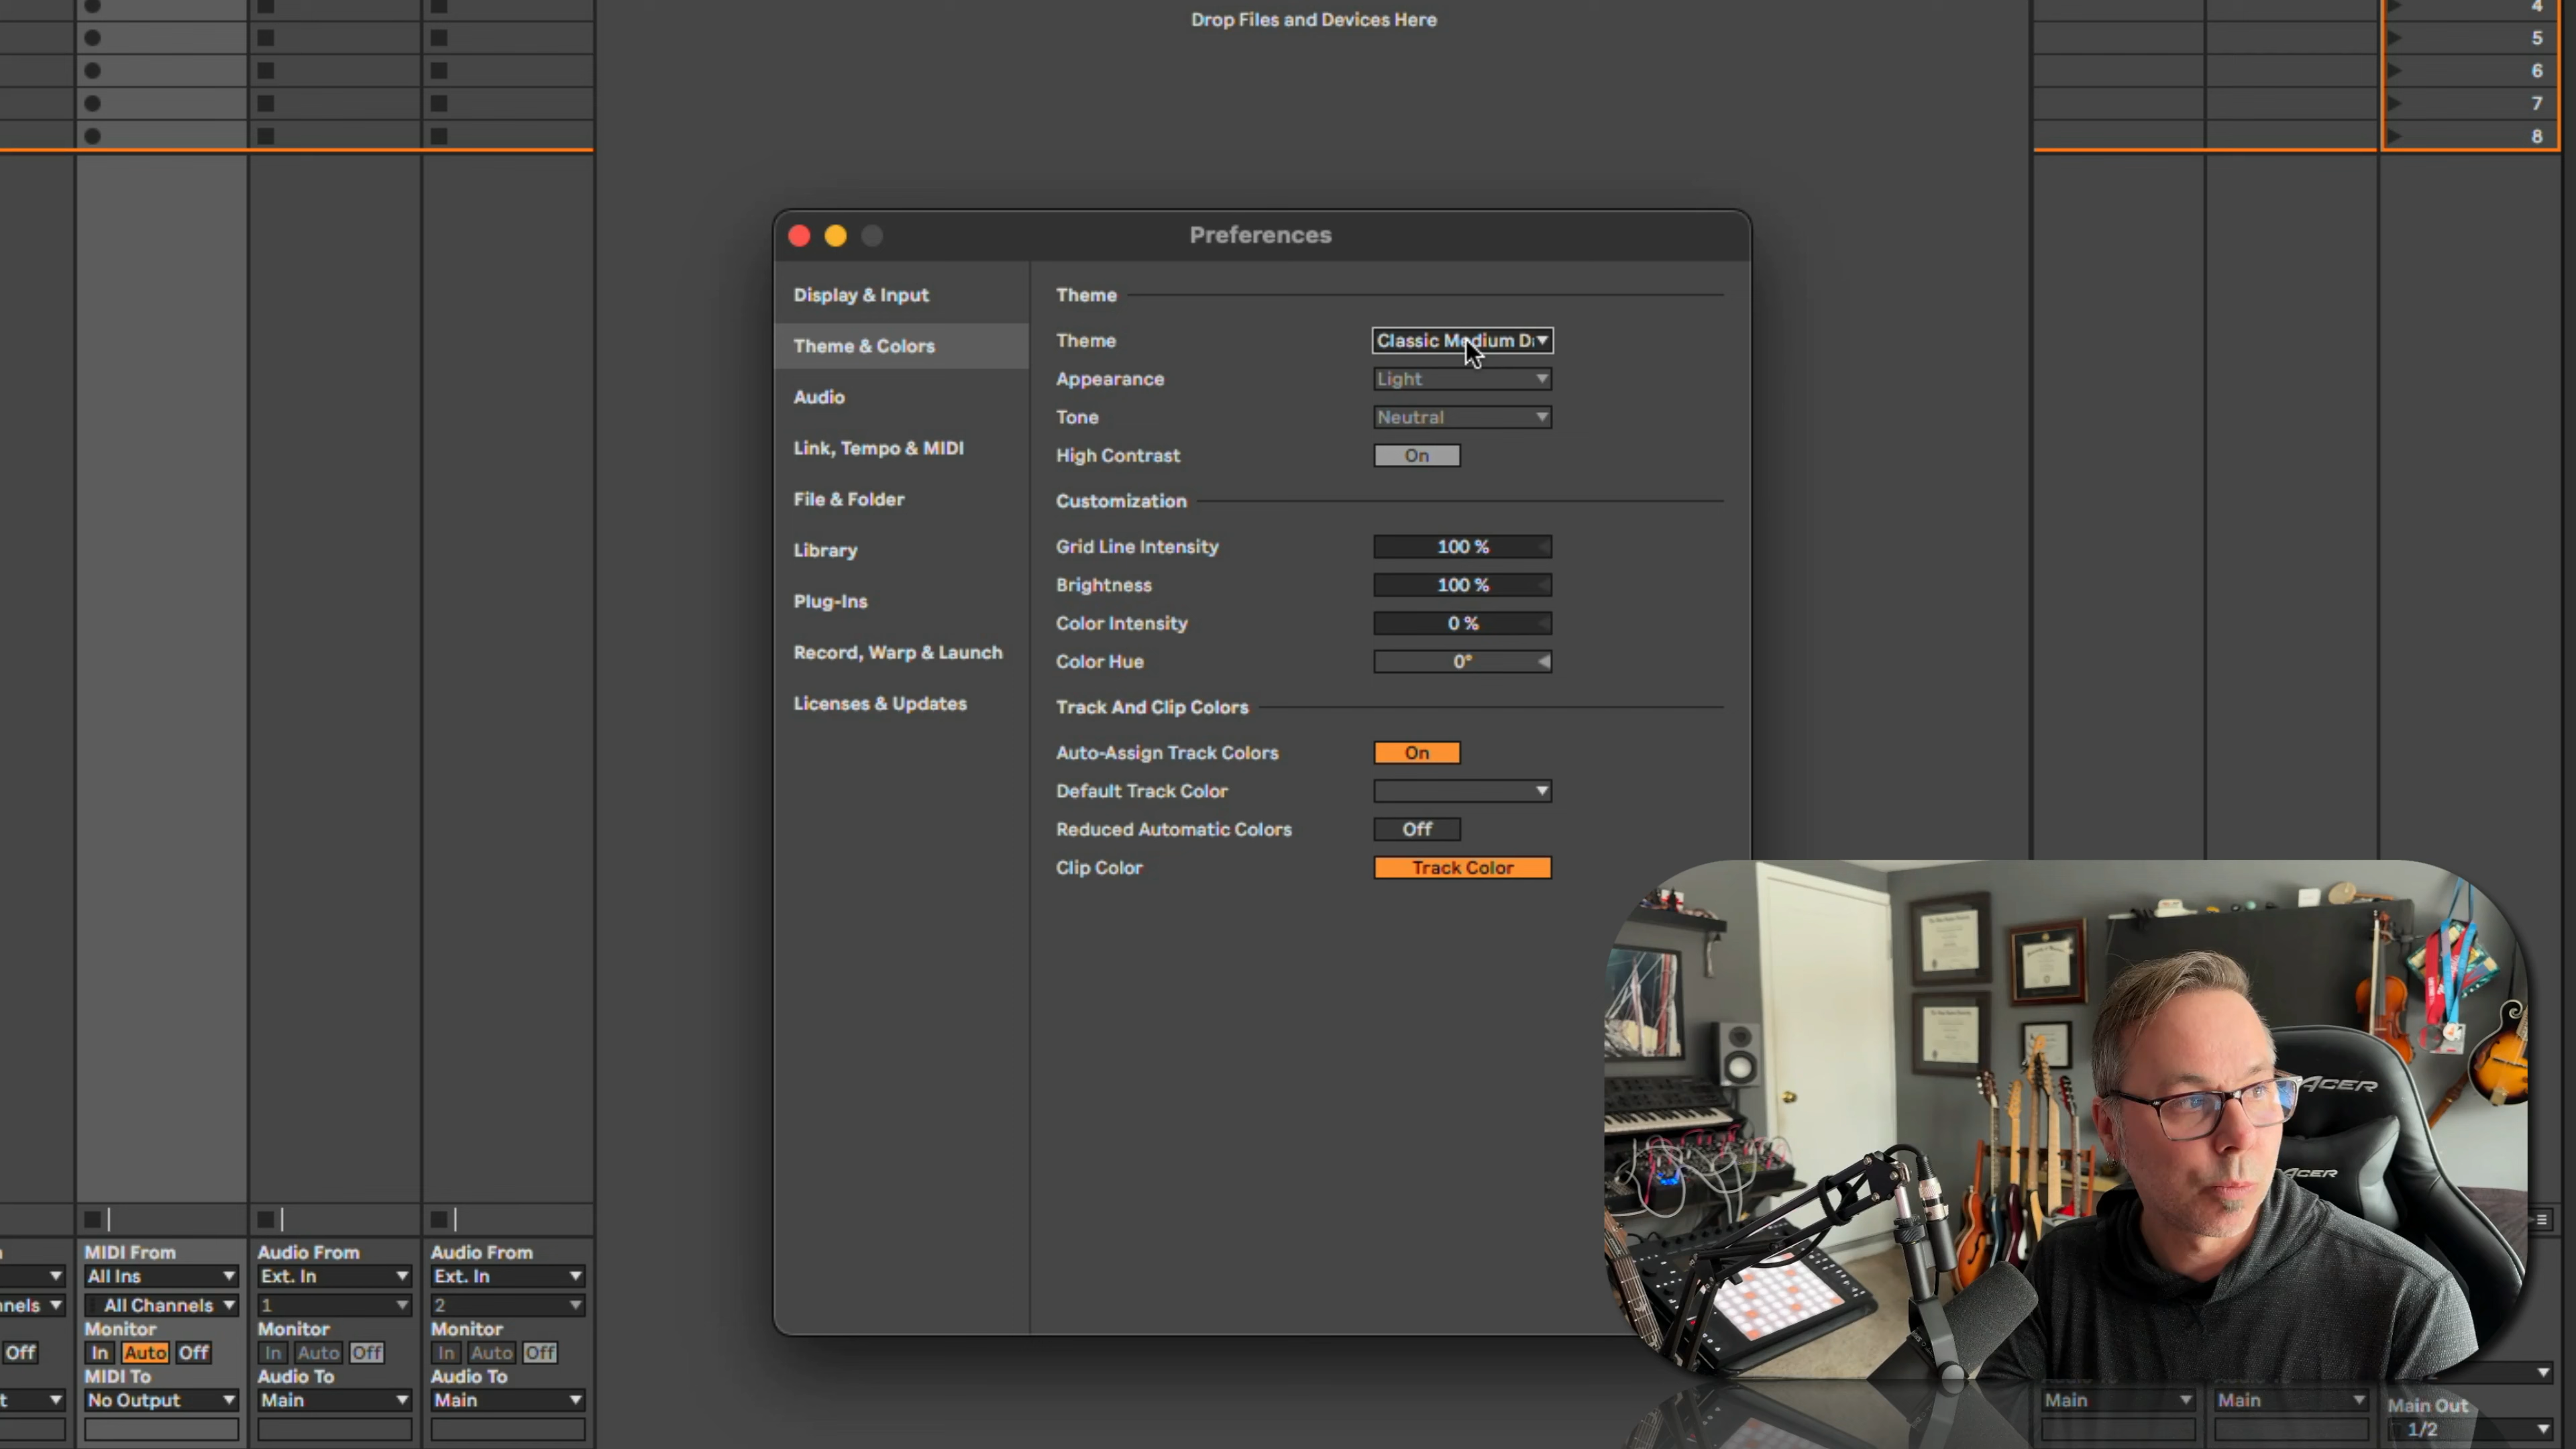 Drop Files and Devices Here
4
5
6
7
8
Preferences
Display & Input
Theme & Colors
Audio
Link, Tempo & MIDI
File & Folder
Library
Plug-Ins
Record, Warp & Launch
Licenses & Updates
Theme
Theme Classic Medium D
Appearance Light
Tone Neutral
High Contrast On
Customization
Grid Line Intensity 100 %
Brightness 100 %
Color Intensity 0 %
Color Hue 0°
Track And Clip Colors
Auto-Assign Track Colors On
Default Track Color
Reduced Automatic Colors Off
Clip Color Track Color
ACER
ACER
MIDI From Audio From Audio From
All Ins Ext. In Ext. In
nnels All Channels 1 2
Monitor Monitor Monitor
Off In Auto Off In Auto Off In Auto Off
MIDI To Audio To Audio To
t No Output Main Main
Main Main Main Out
1/2